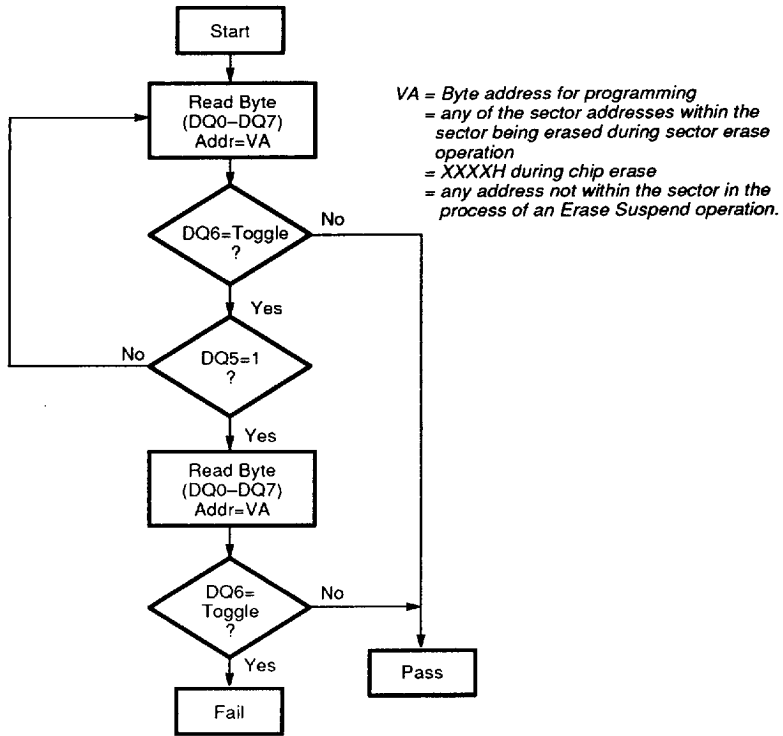 Start
Read Byte
(DQ0–DQ7)
Addr=VA
VA = Byte address for programming
= any of the sector addresses within the
sector being erased during sector erase
operation
= XXXXH during chip erase
= any address not within the sector in the
process of an Erase Suspend operation.
DQ6=Toggle
?
No
Yes
DQ5=1
?
No
Yes
Read Byte
(DQ0–DQ7)
Addr=VA
DQ6=
Toggle
?
No
Yes
Pass
Fail